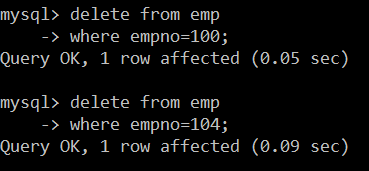 mysql> delete from emp
    -> where empno=100;
Query OK, 1 row affected (0.05 sec)
mysql> delete from emp
    -> where empno=104;
Query OK, 1 row affected (0.09 sec)